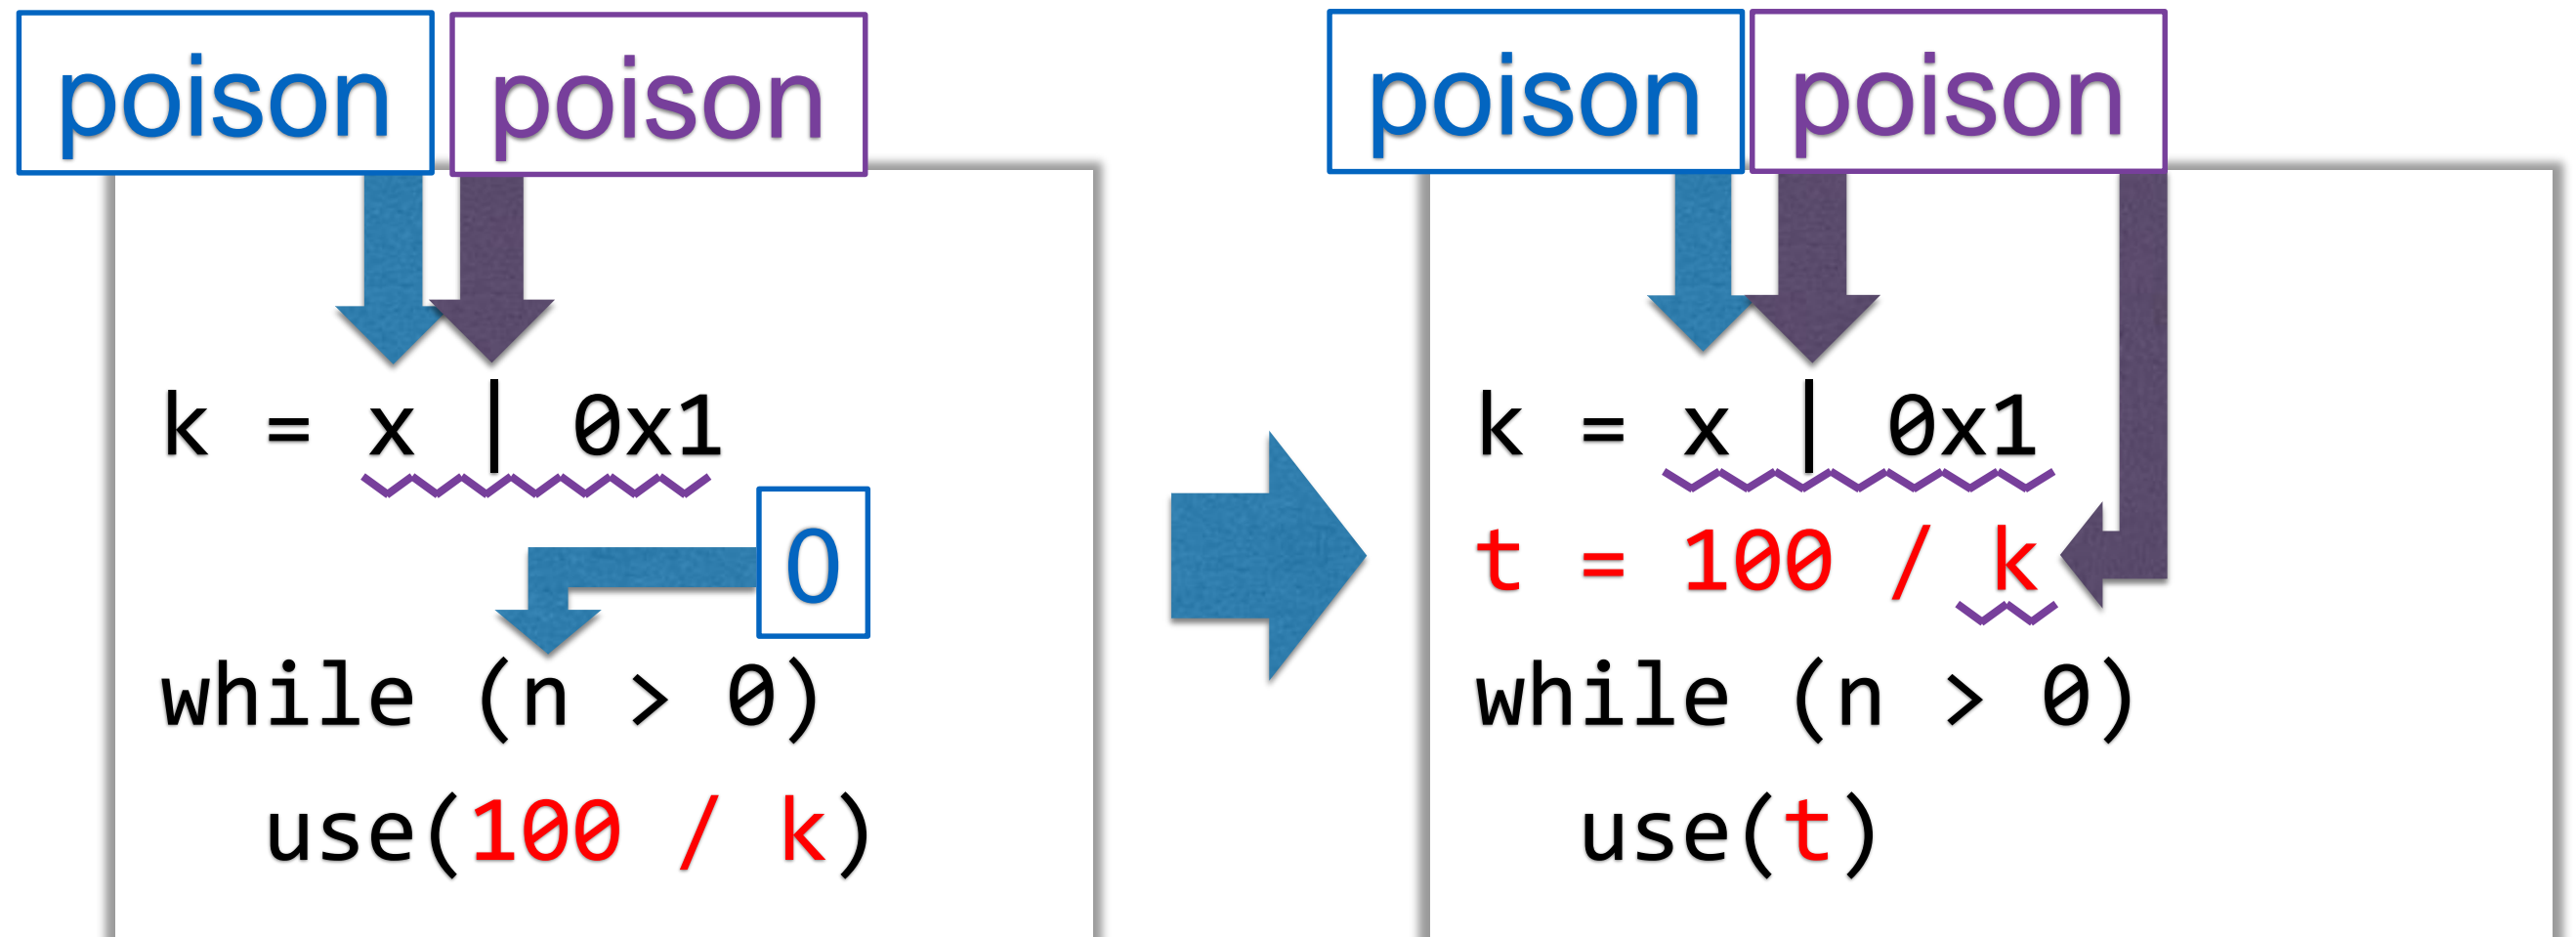 poison poison
k = x | 0x1
0
while (n > 0)
use(100 / k)
poison poison
k = x | 0x1
t = 100 / k
while (n > 0)
use(t)